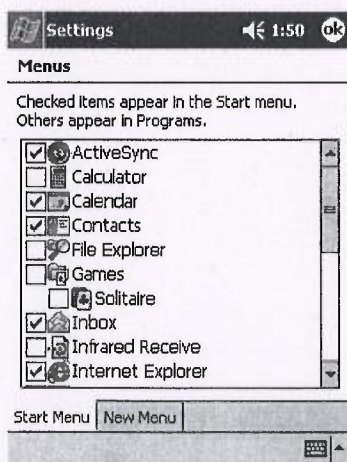 Settings 1:50 ok
Menus
Checked items appear in the Start menu.
Others appear in Programs.
ActiveSync
Calculator
Calendar
Contacts
File Explorer
Games
Solitaire
Inbox
Infrared Receive
Internet Explorer
Start Menu New Menu